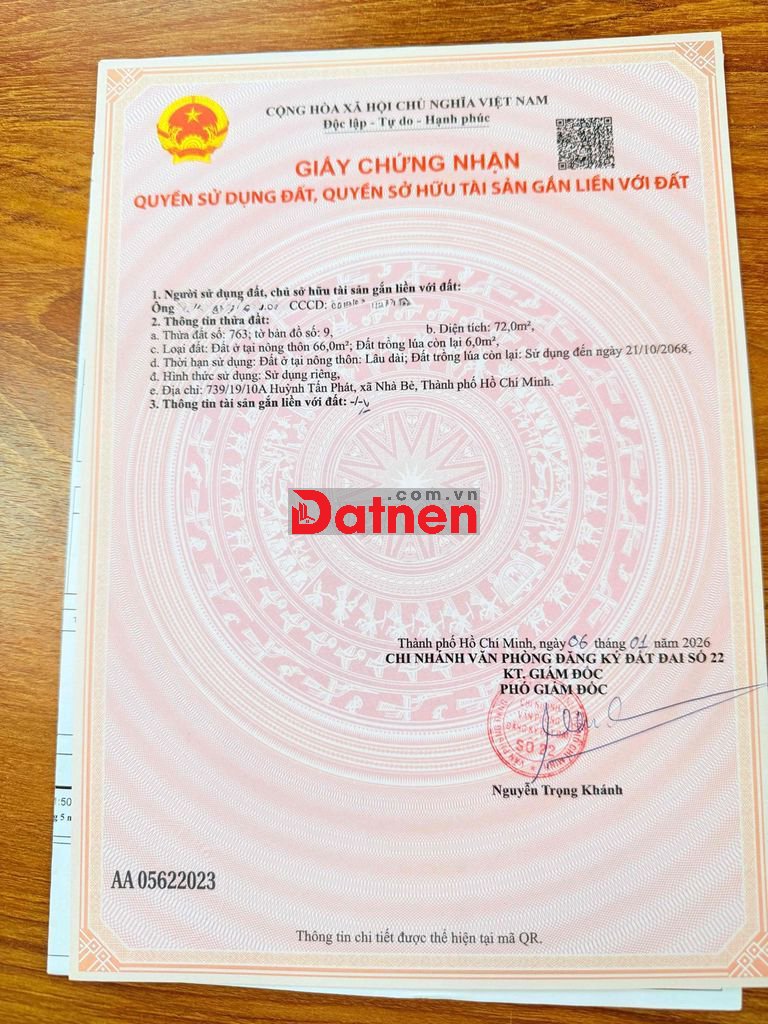 CỘNG HÒA XÃ HỘI CHỦ NGHĨA VIỆT NAM
Độc lập - Tự do - Hạnh phúc
GIẤY CHỨNG NHẬN
QUYỀN SỬ DỤNG ĐẤT, QUYỀN SỞ HỮU TÀI SẢN GẮN LIỀN VỚI ĐẤT
1. Người sử dụng đất, chủ sở hữu tài sản gắn liền với đất:
Ông CCCD:
2. Thông tin thửa đất:
a. Thửa đất số: 763; tờ bản đồ số: 9, b. Diện tích: 72,0m²,
c. Loại đất: Đất ở tại nông thôn 66,0m²; Đất trồng lúa còn lại 6,0m²,
d. Thời hạn sử dụng: Đất ở tại nông thôn: Lâu dài; Đất trồng lúa còn lại: Sử dụng đến ngày 21/10/2068,
đ. Hình thức sử dụng: Sử dụng riêng,
e. Địa chỉ: 739/19/10A Huỳnh Tấn Phát, xã Nhà Bè, Thành phố Hồ Chí Minh.
3. Thông tin tài sản gắn liền với đất: -/-
.com.vn
Datnen
Thành phố Hồ Chí Minh, ngày 06 tháng 01 năm 2026
CHI NHÁNH VĂN PHÒNG ĐĂNG KÝ ĐẤT ĐAI SỐ 22
KT. GIÁM ĐỐC
PHÓ GIÁM ĐỐC
CHI NHÁNH
VĂN PHÒNG
SỐ 22
Nguyễn Trọng Khánh
:50
g 5 n
AA 05622023
Thông tin chi tiết được thể hiện tại mã QR.